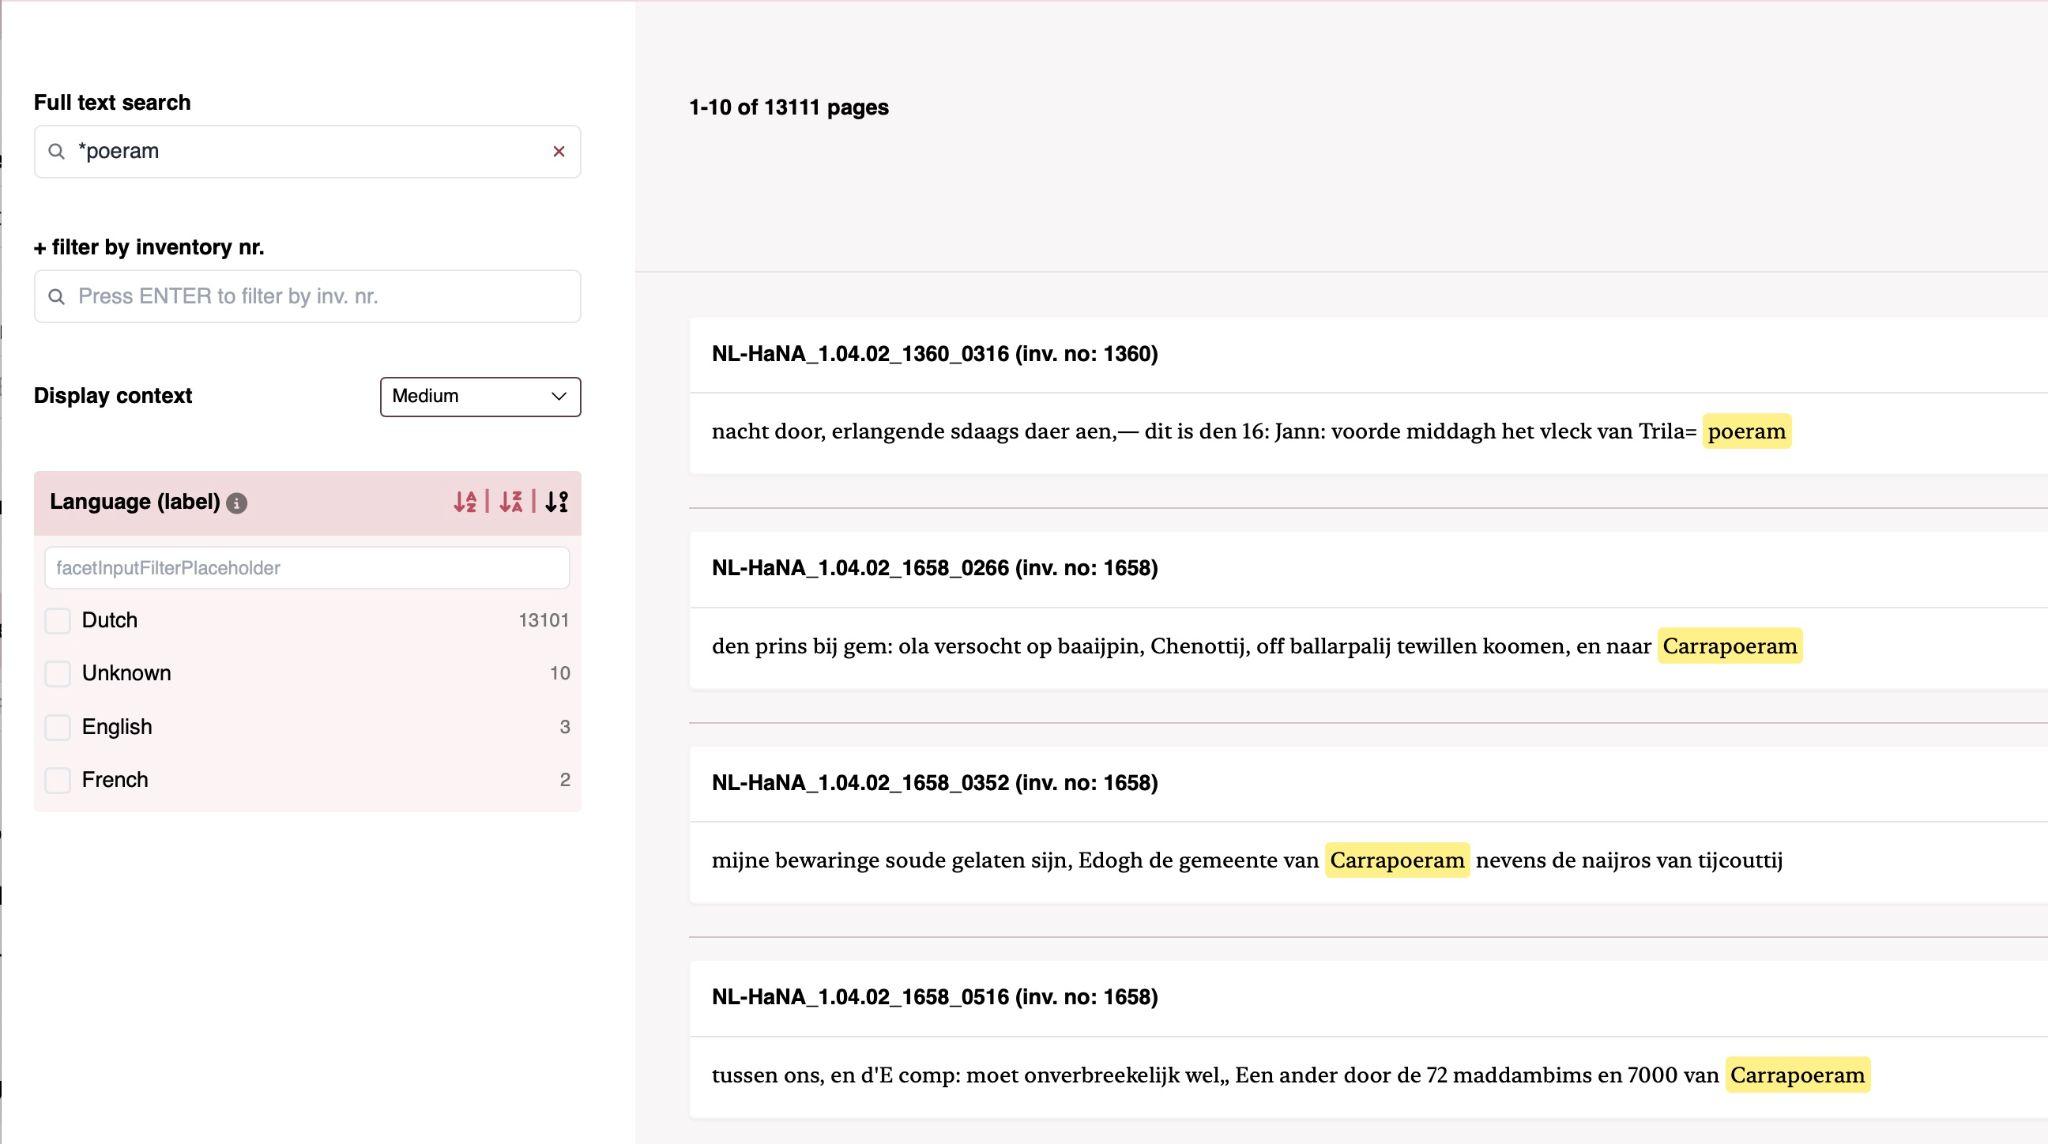 Full text search
*poeram
+ filter by inventory nr.
Press ENTER to filter by inv. nr.
Display context
Medium
Language (label)
facetInputFilterPlaceholder
Dutch 13101
Unknown 10
English 3
French 2
1-10 of 13111 pages
NL-HaNA_1.04.02_1360_0316 (inv. no: 1360)
nacht door, erlangende sdaags daer aen,— dit is den 16: Jann: voorde middagh het vleck van Trila= poeram
NL-HaNA_1.04.02_1658_0266 (inv. no: 1658)
den prins bij gem: ola versocht op baaijpin, Chenottij, off ballarpalij tewillen koomen, en naar Carrapoeram
NL-HaNA_1.04.02_1658_0352 (inv. no: 1658)
mijne bewaringe soude gelaten sijn, Edogh de gemeente van Carrapoeram nevens de naijros van tijcouttij
NL-HaNA_1.04.02_1658_0516 (inv. no: 1658)
tussen ons, en d'E comp: moet onverbreekelijk wel,, Een ander door de 72 maddambims en 7000 van Carrapoeram